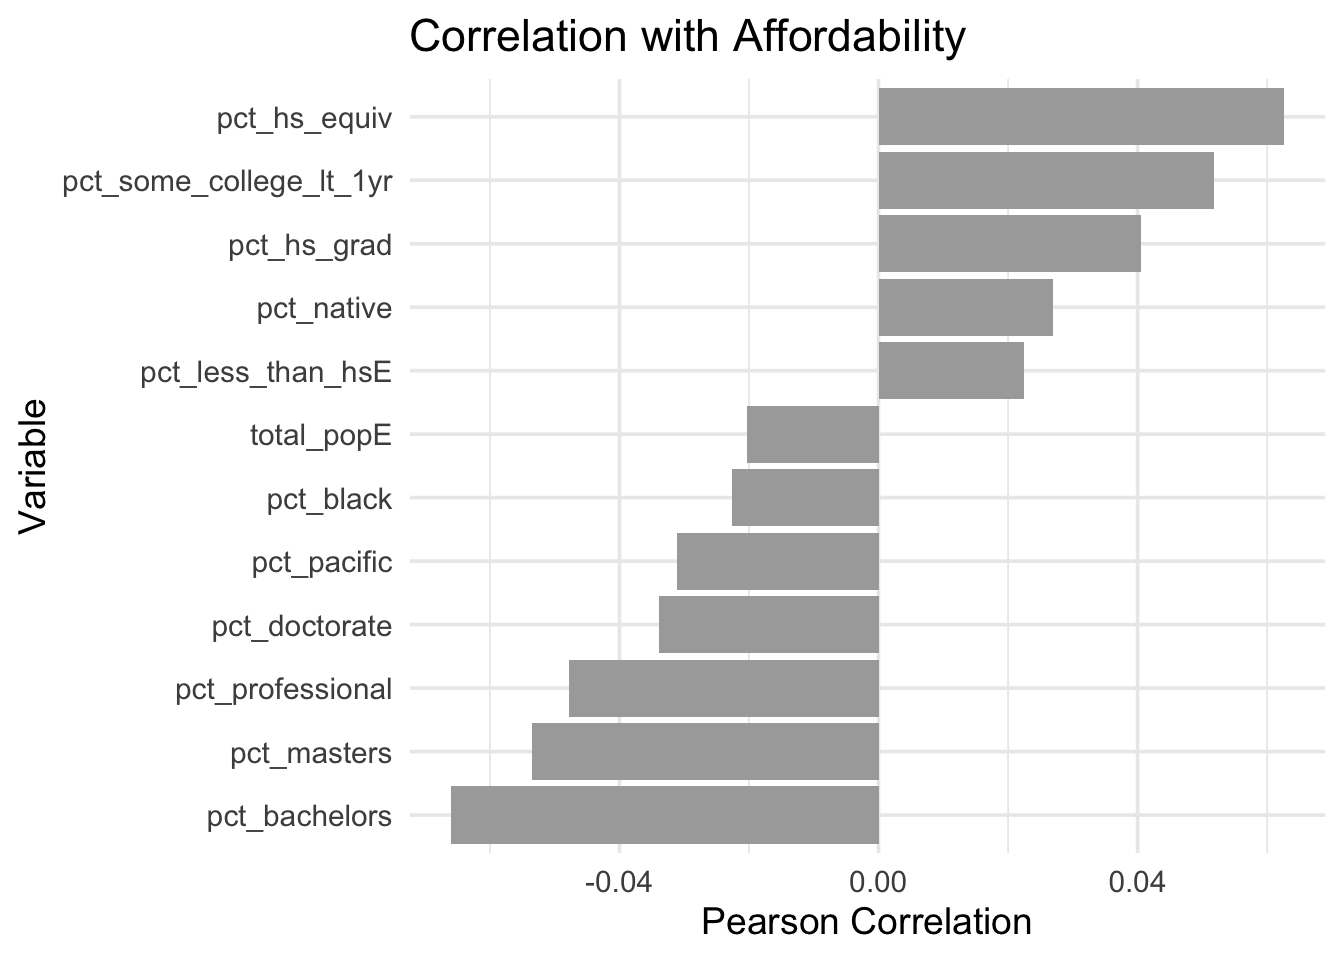 Correlation with Affordability
Variable
pct_hs_equiv
pct_some_college_lt_1yr
pct_hs_grad
pct_native
pct_less_than_hsE
total_popE
pct_black
pct_pacific
pct_doctorate
pct_professional
pct_masters
pct_bachelors
-0.04 0.00 0.04
Pearson Correlation